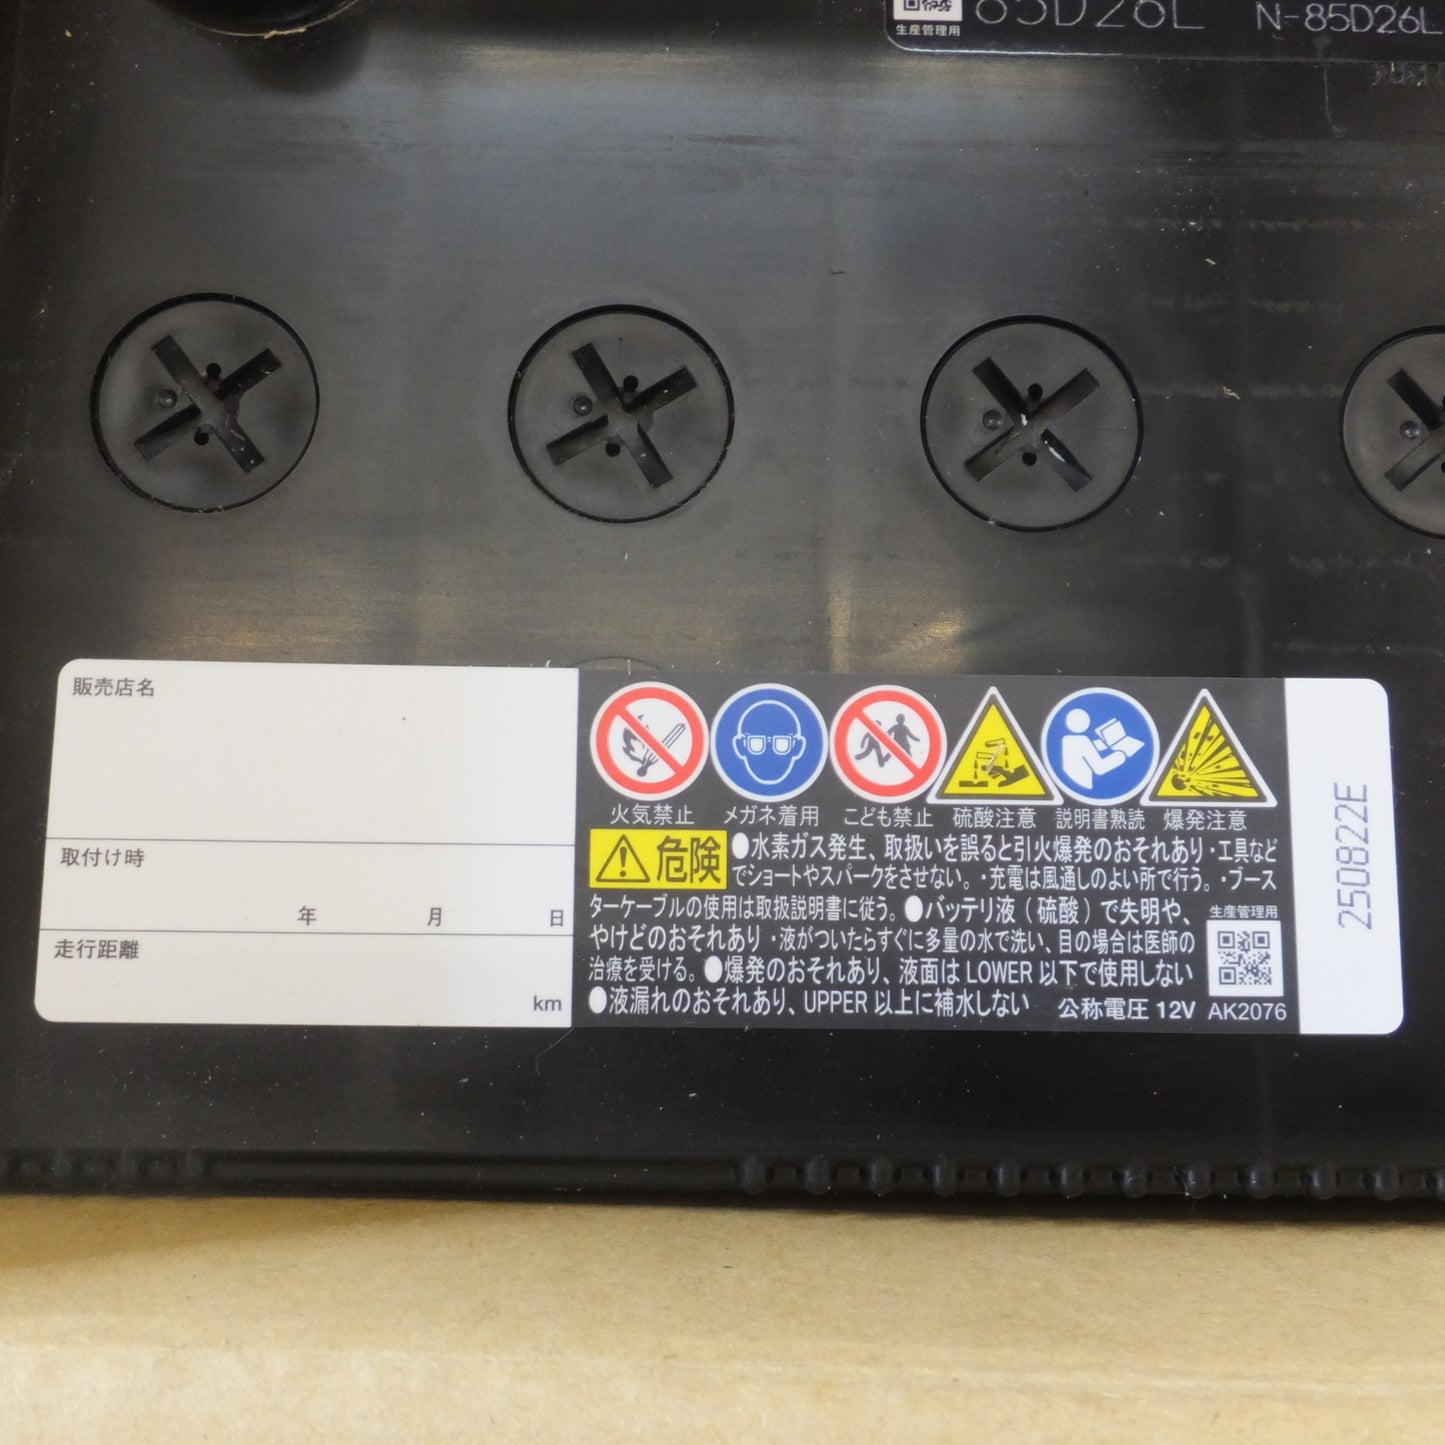 生産管理用
85D26L
N-85D26L
販売店名
取付け時
年 月 日
走行距離
km
火気禁止 メガネ着用 こども禁止 硫酸注意 説明書熟読 爆発注意
危険
●水素ガス発生、取扱いを誤ると引火爆発のおそれあり・工具など
でショートやスパークをさせない。・充電は風通しのよい所で行う。・ブース
ターケーブルの使用は取扱説明書に従う。●バッテリ液(硫酸)で失明や、
やけどのおそれあり・液がついたらすぐに多量の水で洗い、目の場合は医師の
治療を受ける。●爆発のおそれあり、液面は LOWER 以下で使用しない
●液漏れのおそれあり、UPPER 以上に補水しない
公称電圧 12V
生産管理用
AK2076
250822E